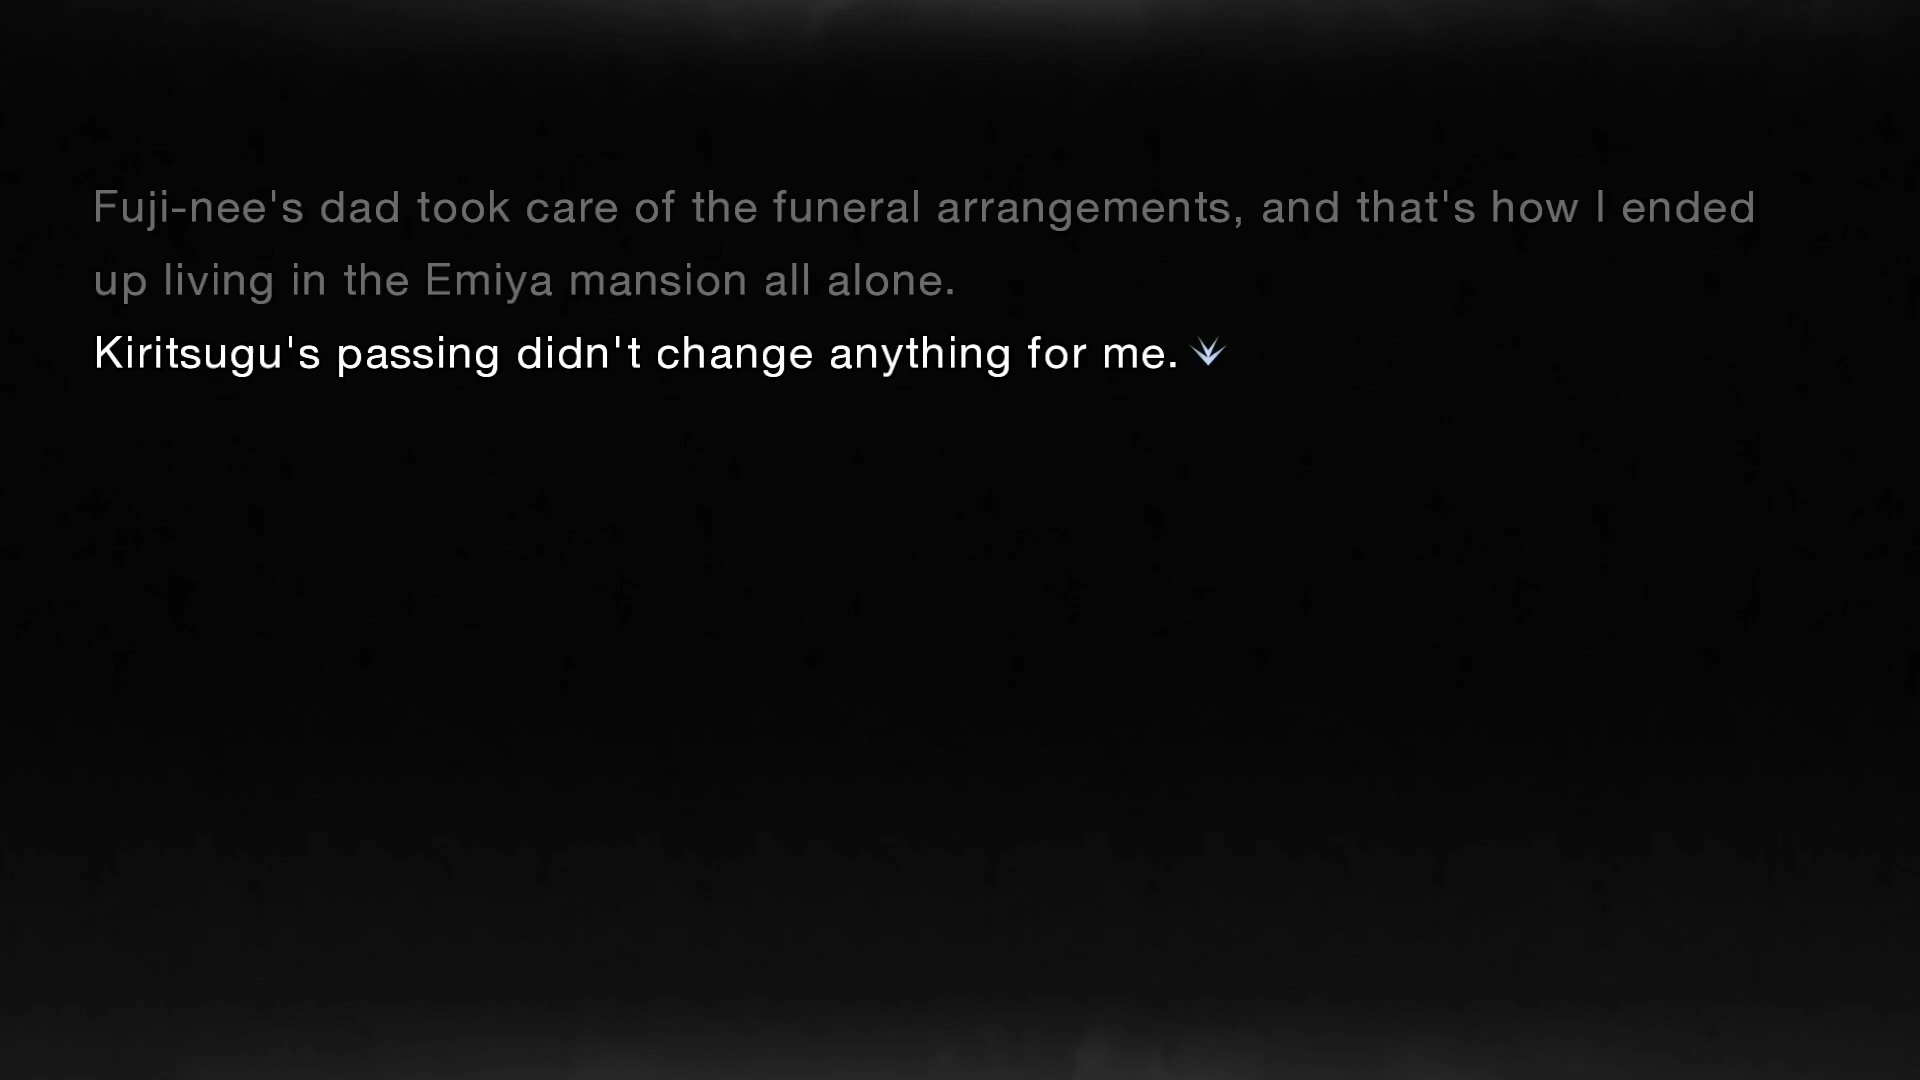 Fuji-nee's dad took care of the funeral arrangements, and that's how I ended
up living in the Emiya mansion all alone.
Kiritsugu's passing didn't change anything for me.